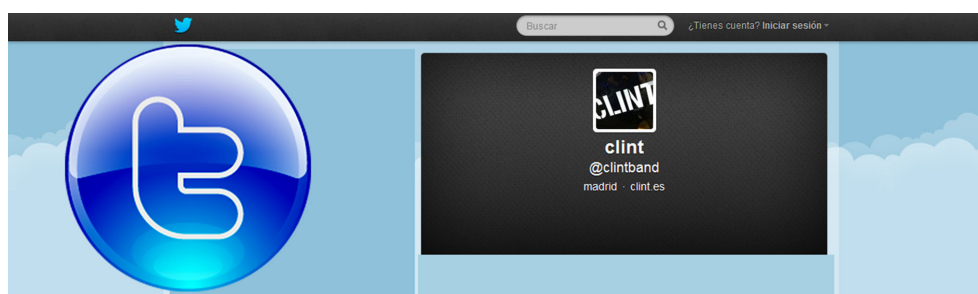 Buscar
¿Tienes cuenta? Iniciar sesión
t
CLINT
clint
@clintband
madrid · clint.es